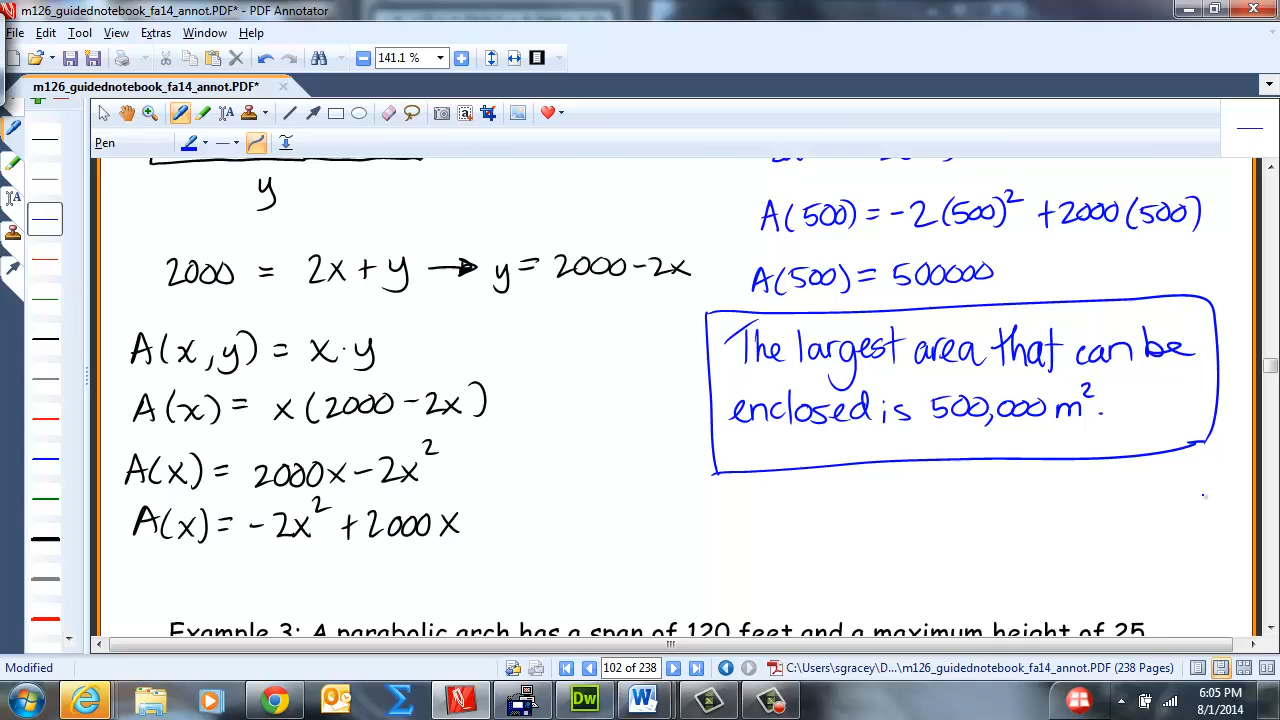 m126_guidednotebook_fa14_annot.PDF* - PDF Annotator
File Edit Tool View Extras Window Help
141.1 %
m126_guidednotebook_fa14_annot.PDF*
Pen
y
2000 = 2x + y → y = 2000 - 2x
A(x,y) = x·y
A(x) = x(2000 - 2x)
A(x) = 2000x - 2x²
A(x) = -2x² + 2000x
A(500) = -2(500)² + 2000(500)
A(500) = 500000
The largest area that can be
enclosed is 500,000 m².
Example 3: A parabolic arch has a span of 120 feet and a maximum height of 25
Modified
102 of 238
C:\Users\sgracey\D...\m126_guidednotebook_fa14_annot.PDF (238 Pages)
Dw
6:05 PM
8/1/2014